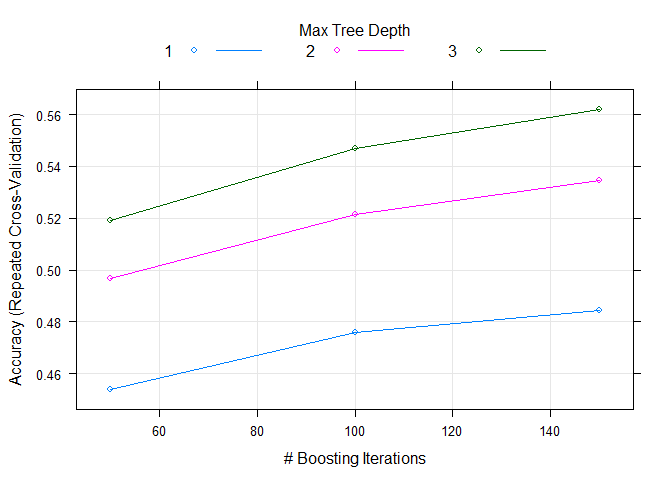 Max Tree Depth
1 2 3
Accuracy (Repeated Cross-Validation)
0.56
0.54
0.52
0.50
0.48
0.46
60 80 100 120 140
# Boosting Iterations